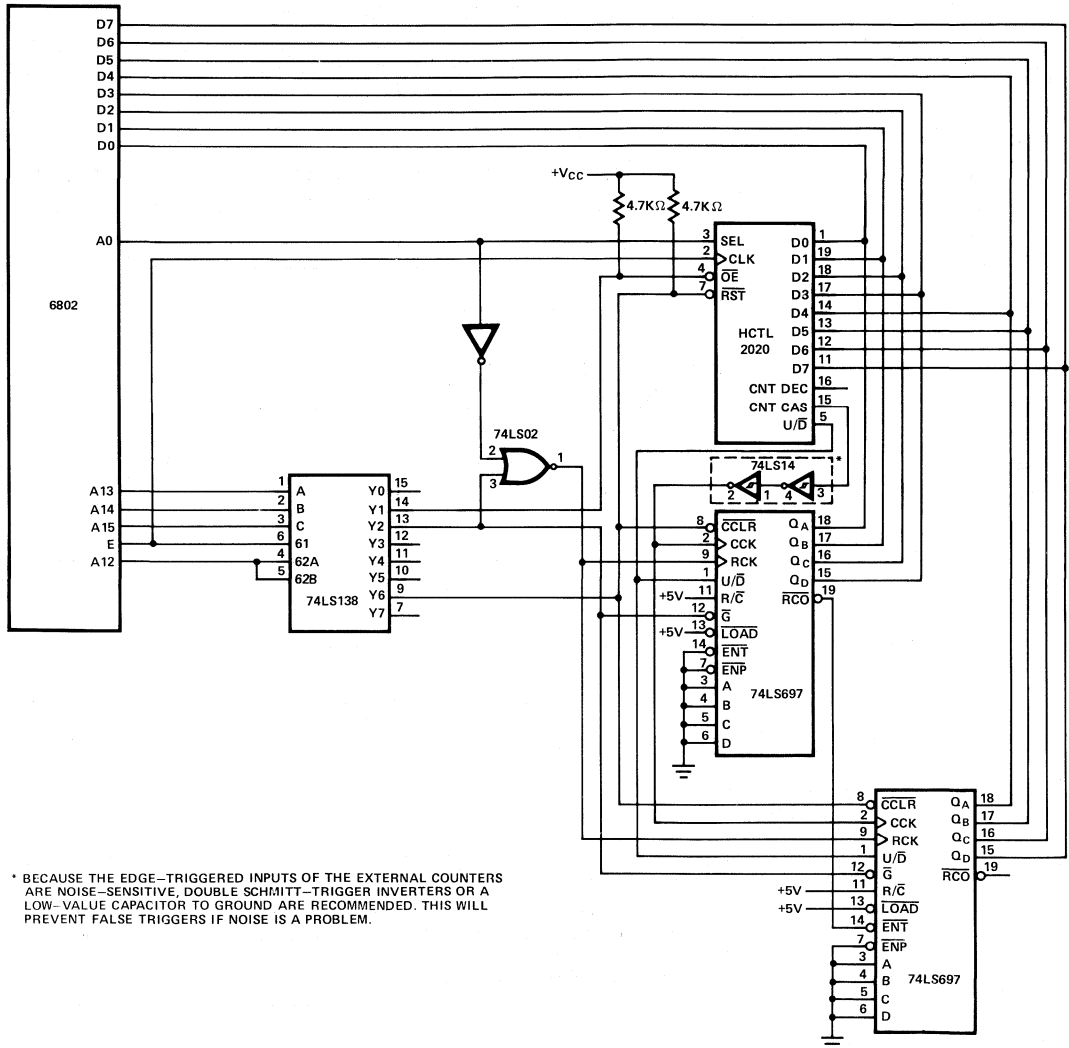 D7
D6
D5
D4
D3
D2
D1
D0
A0
6802
A13
A14
A15
E
A12
+VCC
4.7KΩ
4.7KΩ
3 SEL
2 CLK
4 OE
7 RST
HCTL
2020
D0 1
D1 19
D2 18
D3 17
D4 14
D5 13
D6 12
D7 11
CNT DEC 16
CNT CAS 15
U/D 5
74LS02
2
3
1
74LS14
*
2 1 4 3
1 A
2 B
3 C
6 61
4 62A
5 62B
74LS138
Y0 15
Y1 14
Y2 13
Y3 12
Y4 11
Y5 10
Y6 9
Y7 7
8 CCLR
2 CCK
9 RCK
1 U/D
+5V 11 R/C
12 G
+5V 13 LOAD
14 ENT
7 ENP
3 A
4 B
5 C
6 D
74LS697
QA 18
QB 17
QC 16
QD 15
RCO 19
8 CCLR
2 CCK
9 RCK
1 U/D
12 G
+5V 11 R/C
+5V 13 LOAD
14 ENT
7 ENP
3 A
4 B
5 C
6 D
74LS697
QA 18
QB 17
QC 16
QD 15
RCO 19
* BECAUSE THE EDGE–TRIGGERED INPUTS OF THE EXTERNAL COUNTERS
ARE NOISE–SENSITIVE, DOUBLE SCHMITT–TRIGGER INVERTERS OR A
LOW–VALUE CAPACITOR TO GROUND ARE RECOMMENDED. THIS WILL
PREVENT FALSE TRIGGERS IF NOISE IS A PROBLEM.